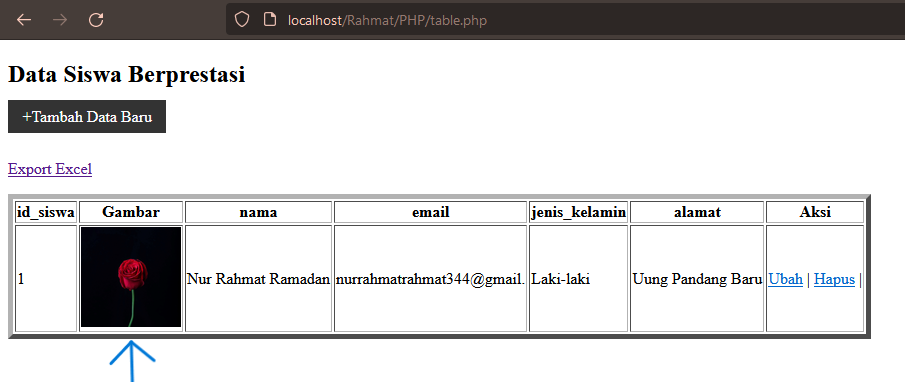 localhost/Rahmat/PHP/table.php
Data Siswa Berprestasi
+Tambah Data Baru
Export Excel
id_siswa Gambar nama email jenis_kelamin alamat Aksi
1 Nur Rahmat Ramadan nurrahmatrahmat344@gmail. Laki-laki Uung Pandang Baru Ubah | Hapus |